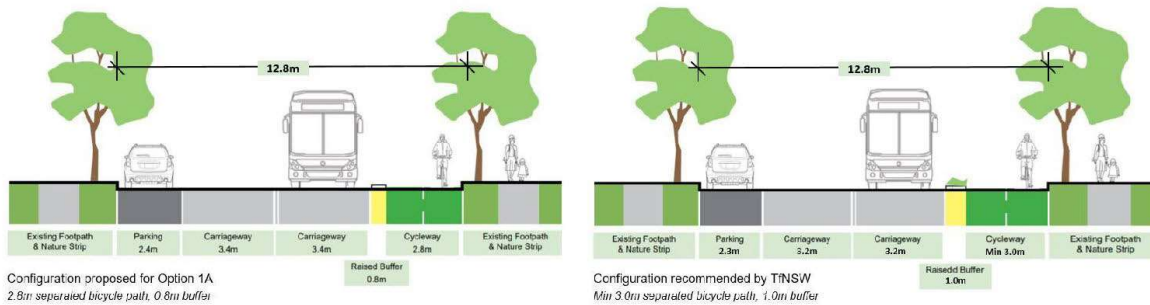 12.8m
Existing Footpath
& Nature Strip
Parking
2.4m
Carriageway
3.4m
Carriageway
3.4m
Cycleway
2.8m
Existing Footpath
& Nature Strip
Raised Buffer
0.8m
Configuration proposed for Option 1A
2.8m separated bicycle path, 0.8m buffer
12.8m
Existing Footpath
& Nature Strip
Parking
2.3m
Carriageway
3.2m
Carriageway
3.2m
Cycleway
Min 3.0m
Existing Footpath
& Nature Strip
Raisedd Buffer
1.0m
Configuration recommended by TfNSW
Min 3.0m separated bicycle path, 1.0m buffer